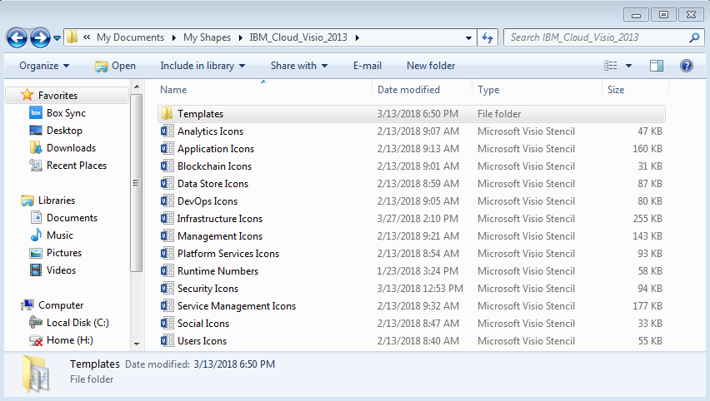 « My Documents ▸ My Shapes ▸ IBM_Cloud_Visio_2013 ▸ Search IBM_Cloud_Visio_2013
Organize Open Include in library Share with E-mail New folder
Name Date modified Type Size
Favorites
Box Sync
Desktop
Downloads
Recent Places
Libraries
Documents
Music
Pictures
Videos
Computer
Local Disk (C:)
Home (H:)
Templates 3/13/2018 6:50 PM File folder
Analytics Icons 2/13/2018 9:07 AM Microsoft Visio Stencil 47 KB
Application Icons 2/13/2018 9:13 AM Microsoft Visio Stencil 160 KB
Blockchain Icons 2/13/2018 9:01 AM Microsoft Visio Stencil 31 KB
Data Store Icons 2/13/2018 8:59 AM Microsoft Visio Stencil 87 KB
DevOps Icons 2/13/2018 9:05 AM Microsoft Visio Stencil 80 KB
Infrastructure Icons 3/27/2018 2:10 PM Microsoft Visio Stencil 255 KB
Management Icons 2/13/2018 9:21 AM Microsoft Visio Stencil 143 KB
Platform Services Icons 2/13/2018 8:54 AM Microsoft Visio Stencil 93 KB
Runtime Numbers 1/23/2018 3:24 PM Microsoft Visio Stencil 58 KB
Security Icons 3/13/2018 12:53 PM Microsoft Visio Stencil 94 KB
Service Management Icons 2/13/2018 9:32 AM Microsoft Visio Stencil 177 KB
Social Icons 2/13/2018 8:47 AM Microsoft Visio Stencil 33 KB
Users Icons 2/13/2018 8:40 AM Microsoft Visio Stencil 55 KB
Templates Date modified: 3/13/2018 6:50 PM
File folder